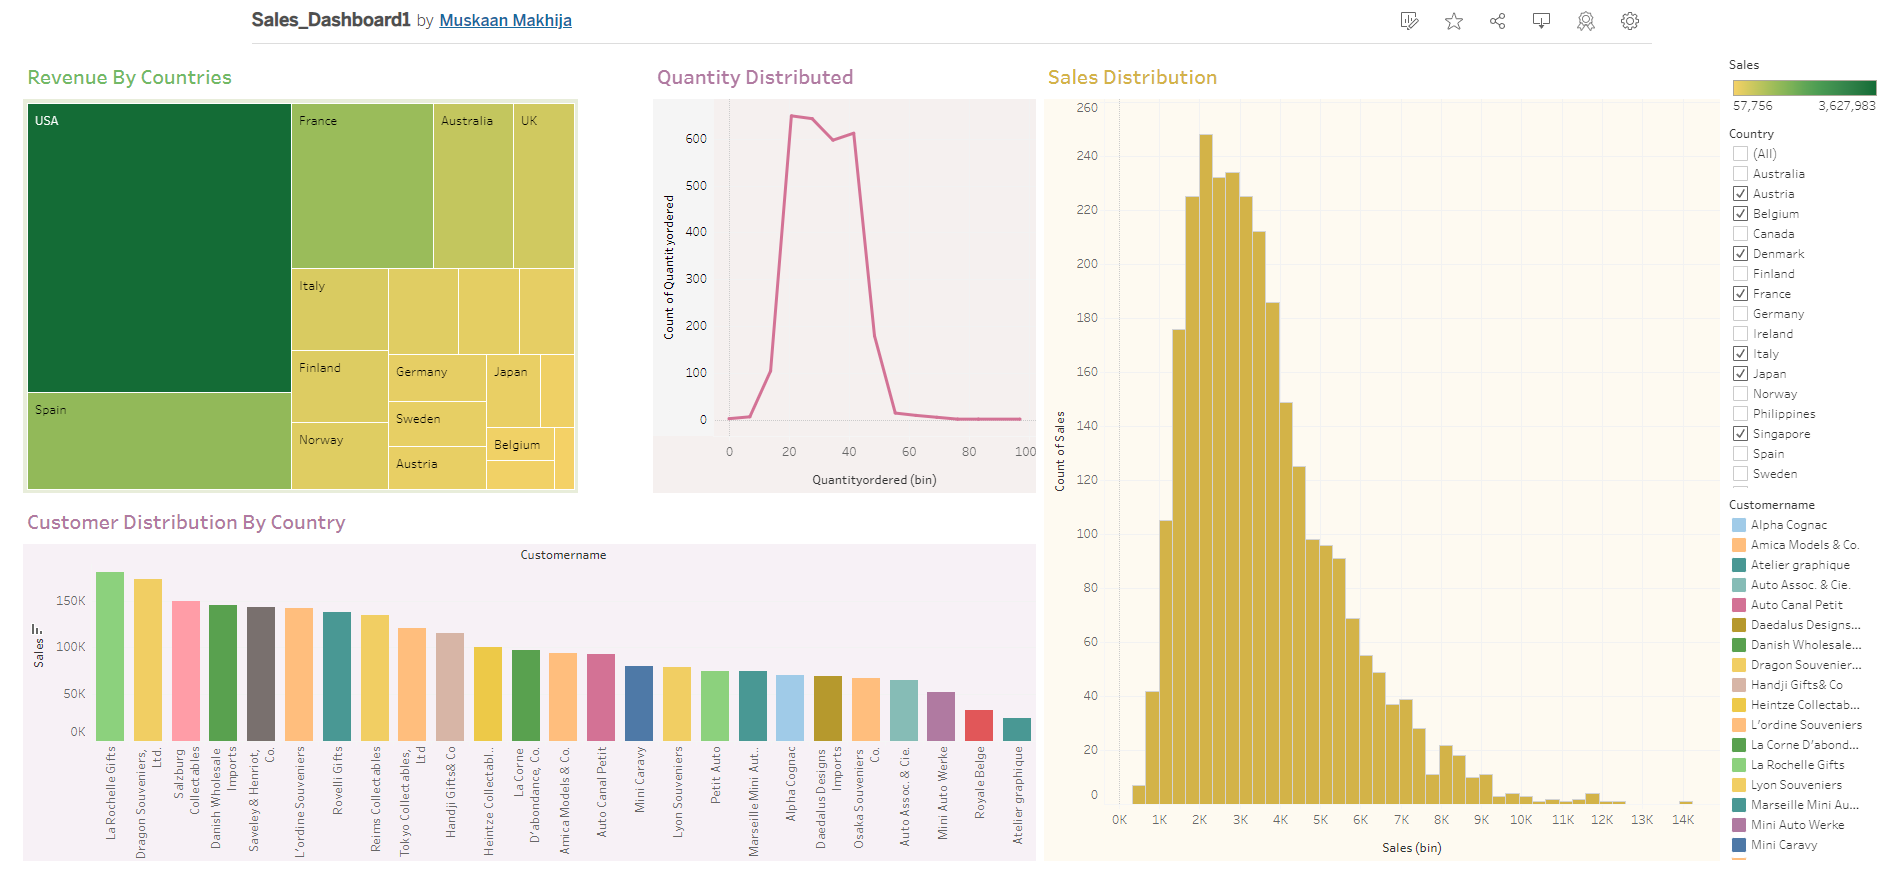 Sales_Dashboard1 by Muskaan Makhija
Revenue By Countries
USA
France
Australia
UK
Italy
Finland
Germany
Japan
Sweden
Spain
Norway
Belgium
Austria
Quantity Distributed
Count of Quantityordered
600
500
400
300
200
100
0
0 20 40 60 80 100
Quantityordered (bin)
Customer Distribution By Country
Customername
Sales
150K
100K
50K
0K
La Rochelle Gifts
Dragon Souveniers,
Ltd.
Salzburg
Collectables
Danish Wholesale
Imports
Saveley & Henriot,
Co.
L'ordine Souveniers
Rovelli Gifts
Reims Collectables
Tokyo Collectables,
Ltd
Handji Gifts& Co
Heintze Collectabl..
La Corne
D'abondance, Co.
Amica Models & Co.
Auto Canal Petit
Mini Caravy
Lyon Souveniers
Petit Auto
Marseille Mini Aut..
Alpha Cognac
Daedalus Designs
Imports
Osaka Souveniers
Co.
Auto Assoc. & Cie.
Mini Auto Werke
Royale Belge
Atelier graphique
Sales Distribution
Count of Sales
260
240
220
200
180
160
140
120
100
80
60
40
20
0
0K 1K 2K 3K 4K 5K 6K 7K 8K 9K 10K 11K 12K 13K 14K
Sales (bin)
Sales
57,756 3,627,983
Country
(All)
Australia
Austria
Belgium
Canada
Denmark
Finland
France
Germany
Ireland
Italy
Japan
Norway
Philippines
Singapore
Spain
Sweden
Customername
Alpha Cognac
Amica Models & Co.
Atelier graphique
Auto Assoc. & Cie.
Auto Canal Petit
Daedalus Designs...
Danish Wholesale...
Dragon Souvenier...
Handji Gifts& Co
Heintze Collectab...
L'ordine Souveniers
La Corne D'abond...
La Rochelle Gifts
Lyon Souveniers
Marseille Mini Au...
Mini Auto Werke
Mini Caravy